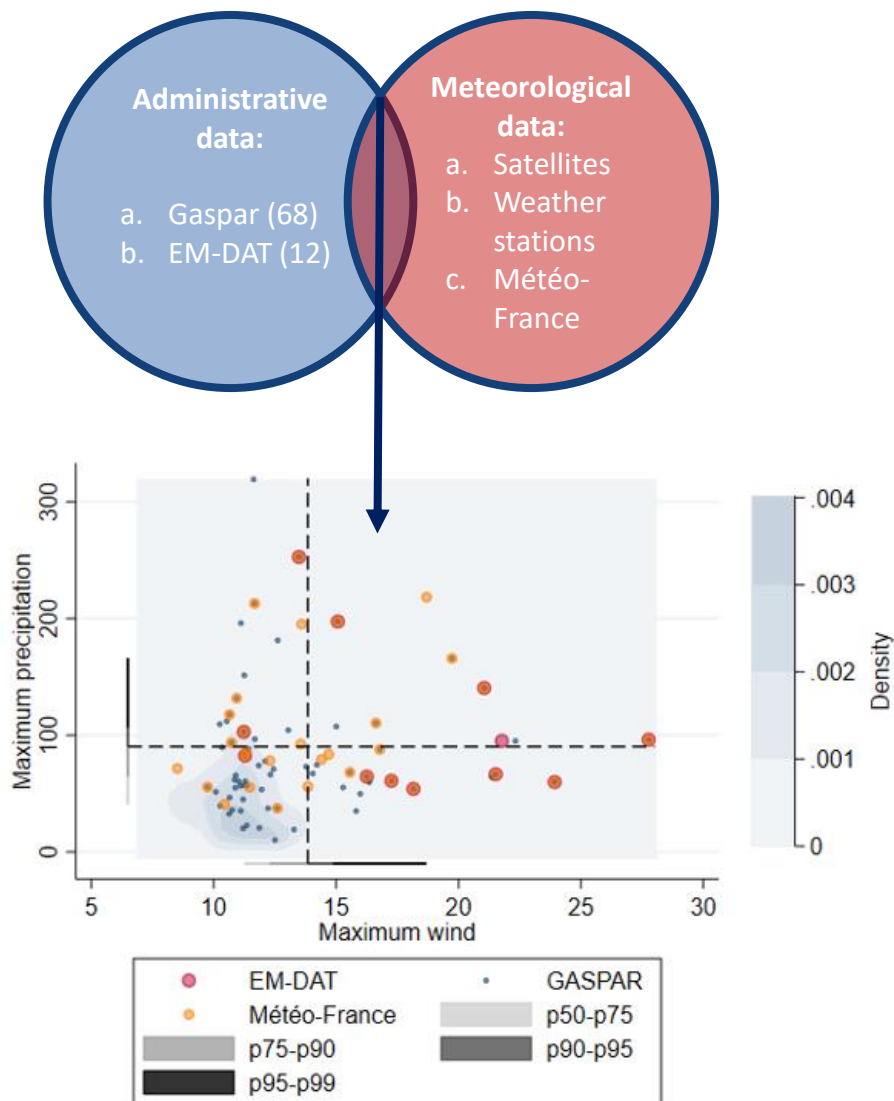 Administrative
data:
a. Gaspar (68)
b. EM-DAT (12)
Meteorological
data:
a. Satellites
b. Weather
stations
c. Météo-
France
Maximum precipitation
300
200
100
0
5 10 15 20 25 30
Maximum wind
.004
.003
.002
.001
0
Density
EM-DAT GASPAR
Météo-France p50-p75
p75-p90 p90-p95
p95-p99